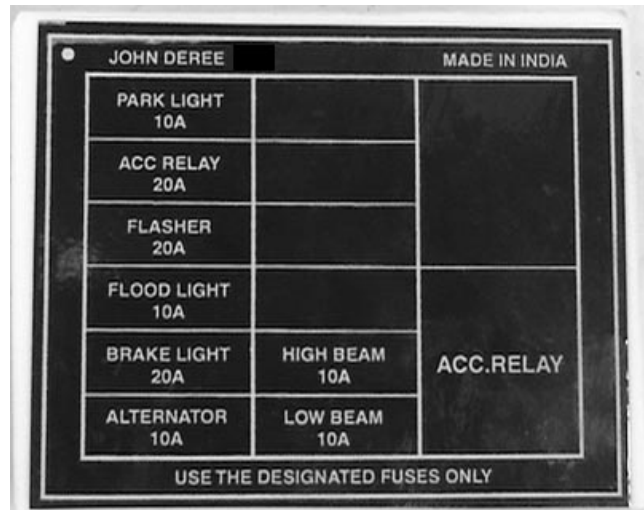 JOHN DEREE MADE IN INDIA
PARK LIGHT
10A
ACC RELAY
20A
FLASHER
20A
FLOOD LIGHT
10A
BRAKE LIGHT HIGH BEAM
20A 10A
ACC.RELAY
ALTERNATOR LOW BEAM
10A 10A
USE THE DESIGNATED FUSES ONLY